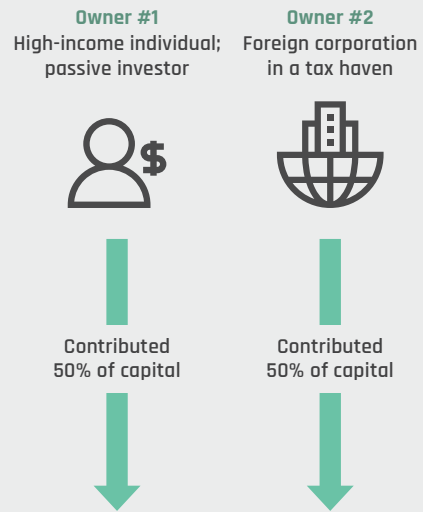 Owner #1
High-income individual;
passive investor
Owner #2
Foreign corporation
in a tax haven
$
Contributed
50% of capital
Contributed
50% of capital